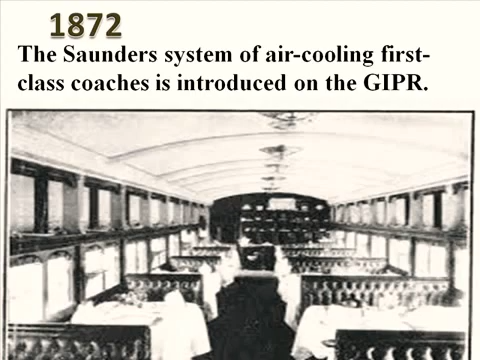 1872
The Saunders system of air-cooling first-
class coaches is introduced on the GIPR.